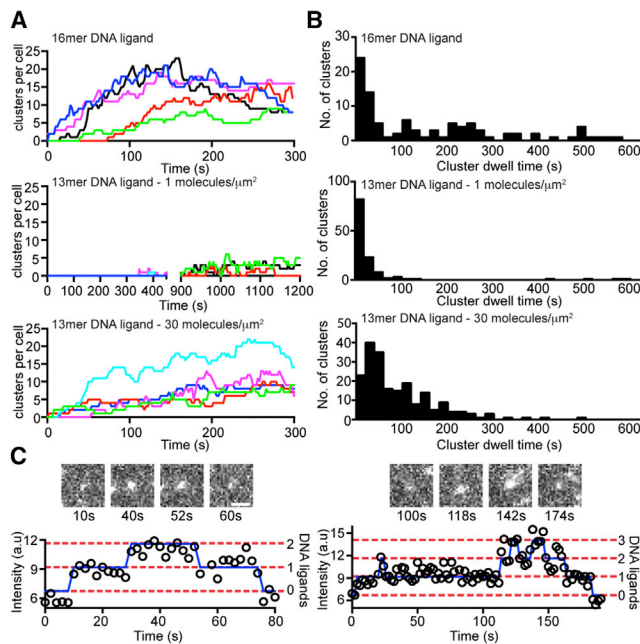 A
16mer DNA ligand
clusters per cell
25
20
15
10
5
0
0 100 200 300
Time (s)
13mer DNA ligand - 1 molecules/μm²
clusters per cell
25
20
15
10
5
0
0 100 200 300 400 900 1000 1100 1200
Time (s)
13mer DNA ligand - 30 molecules/μm²
clusters per cell
25
20
15
10
5
0
0 100 200 300
Time (s)
B
16mer DNA ligand
No. of clusters
30
20
10
0
100 200 300 400 500 600
Cluster dwell time (s)
13mer DNA ligand - 1 molecules/μm²
No. of clusters
100
50
0
100 200 300 400 500 600
Cluster dwell time (s)
13mer DNA ligand - 30 molecules/μm²
No. of clusters
50
40
30
20
10
0
100 200 300 400 500 600
Cluster dwell time (s)
C
10s 40s 52s 60s
Intensity (a.u)
12
9
6
2
1
0
DNA ligands
0 20 40 60 80
Time (s)
100s 118s 142s 174s
Intensity (a.u)
15
12
9
6
3
2
1
0
DNA ligands
0 50 100 150
Time (s)